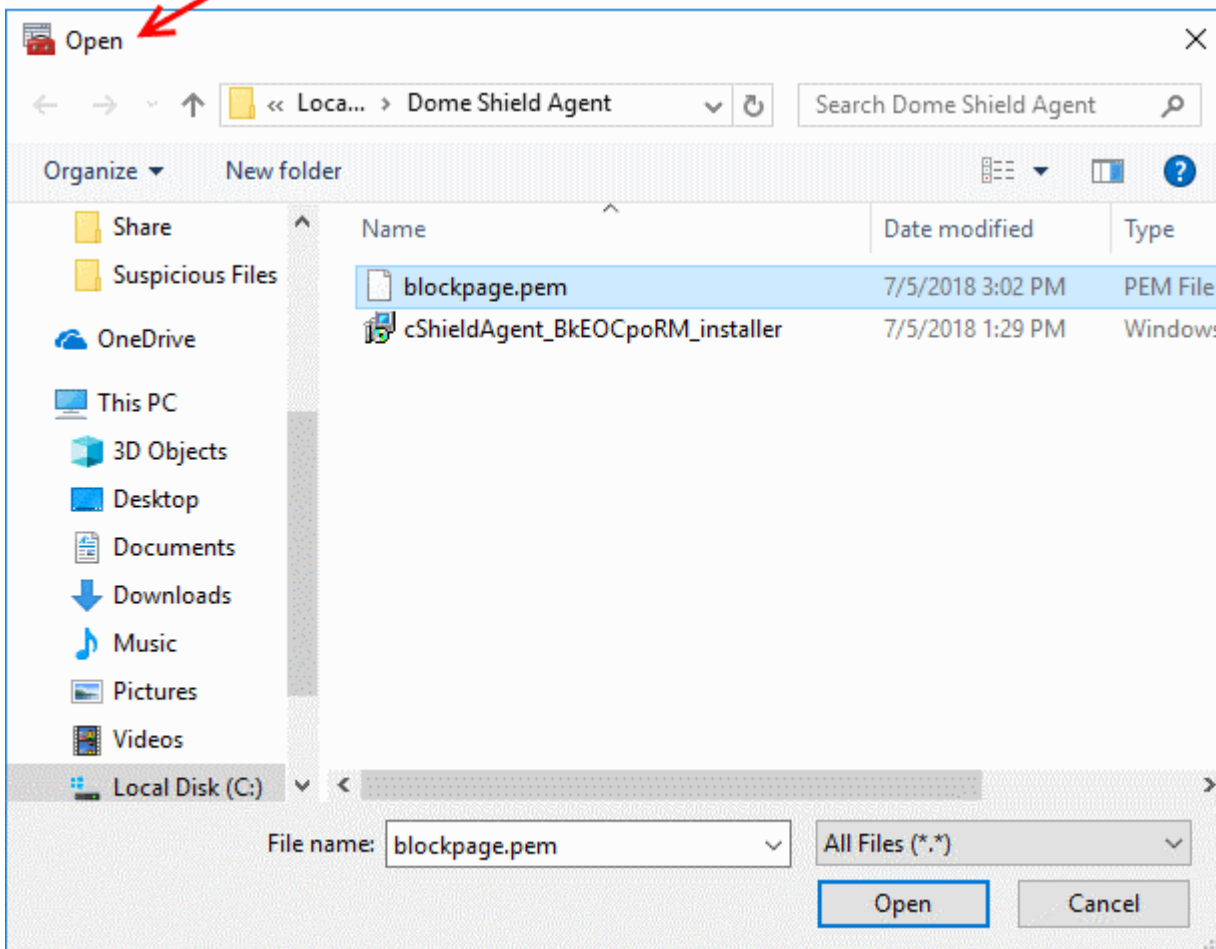 Open
« Loca... › Dome Shield Agent
Search Dome Shield Agent
Organize
New folder
?
Share
Suspicious Files
OneDrive
This PC
3D Objects
Desktop
Documents
Downloads
Music
Pictures
Videos
Local Disk (C:)
Name Date modified Type
blockpage.pem 7/5/2018 3:02 PM PEM File
cShieldAgent_BkEOCpoRM_installer 7/5/2018 1:29 PM Windows
File name: blockpage.pem
All Files (*.*)
Open Cancel